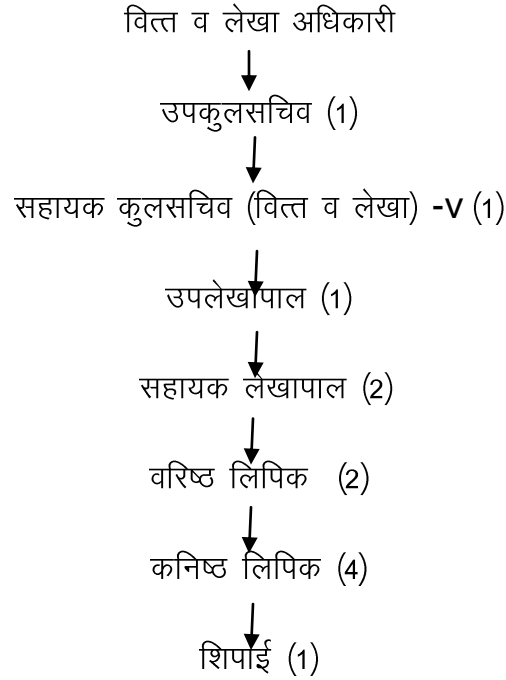 वित्त व लेखा अधिकारी
उपकुलसचिव (1)
सहायक कुलसचिव (वित्त व लेखा) -v (1)
उपलेखापाल (1)
सहायक लेखापाल (2)
वरिष्ठ लिपिक (2)
कनिष्ठ लिपिक (4)
शिपाई (1)